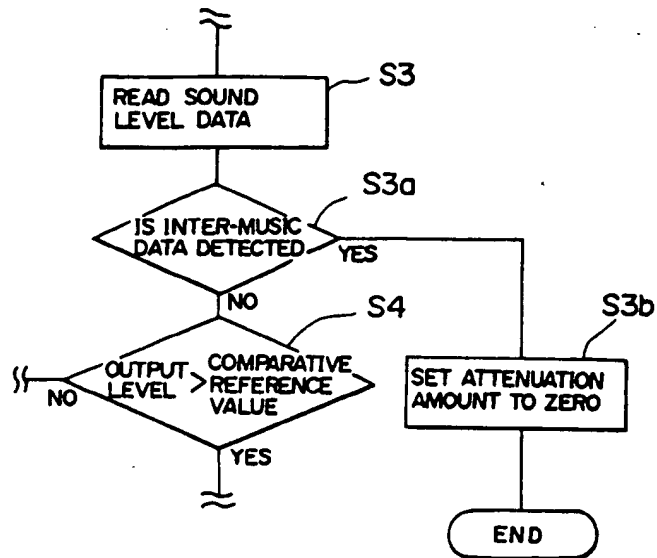 S3
READ SOUND
LEVEL DATA
S3a
IS INTER-MUSIC
DATA DETECTED
YES
NO
S4
S3b
OUTPUT
LEVEL
>
COMPARATIVE
REFERENCE
VALUE
NO
YES
SET ATTENUATION
AMOUNT TO ZERO
END